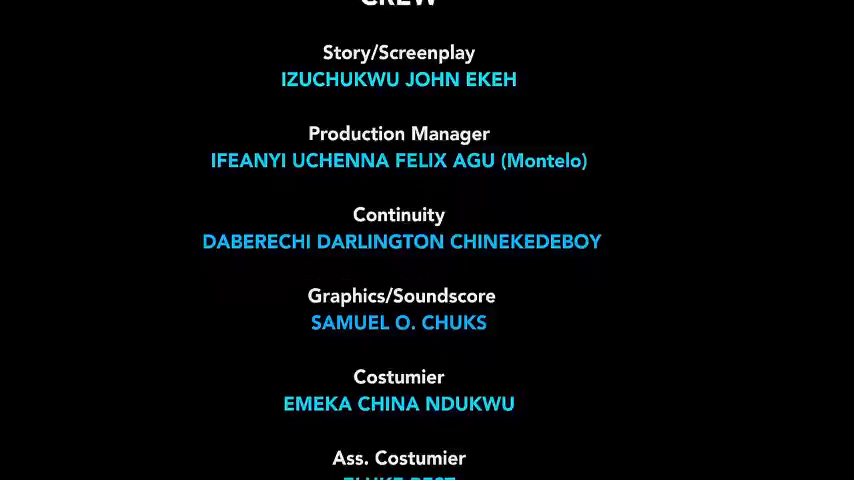 CREW
Story/Screenplay
IZUCHUKWU JOHN EKEH
Production Manager
IFEANYI UCHENNA FELIX AGU (Montelo)
Continuity
DABERECHI DARLINGTON CHINEKEDEBOY
Graphics/Soundscore
SAMUEL O. CHUKS
Costumier
EMEKA CHINA NDUKWU
Ass. Costumier